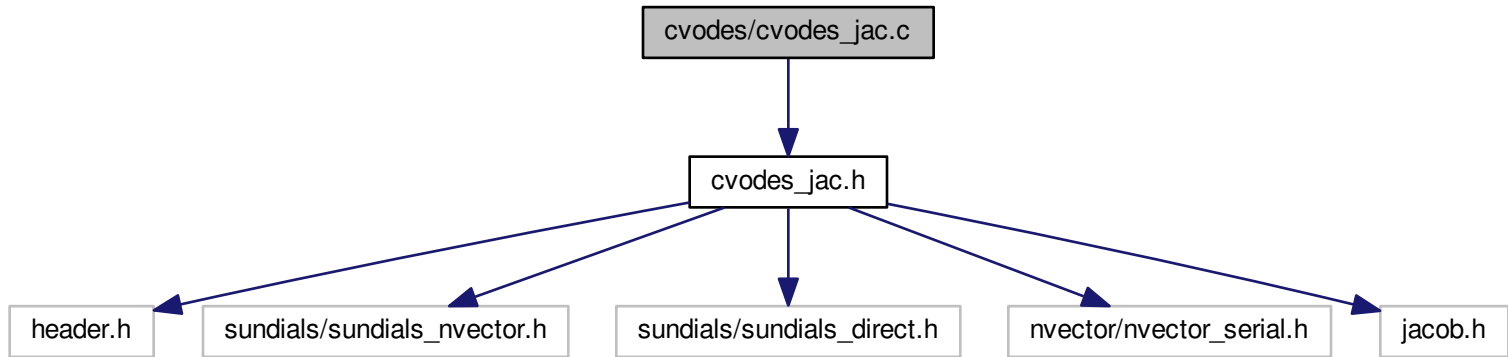 cvodes/cvodes_jac.c
cvodes_jac.h
header.h
sundials/sundials_nvector.h
sundials/sundials_direct.h
nvector/nvector_serial.h
jacob.h